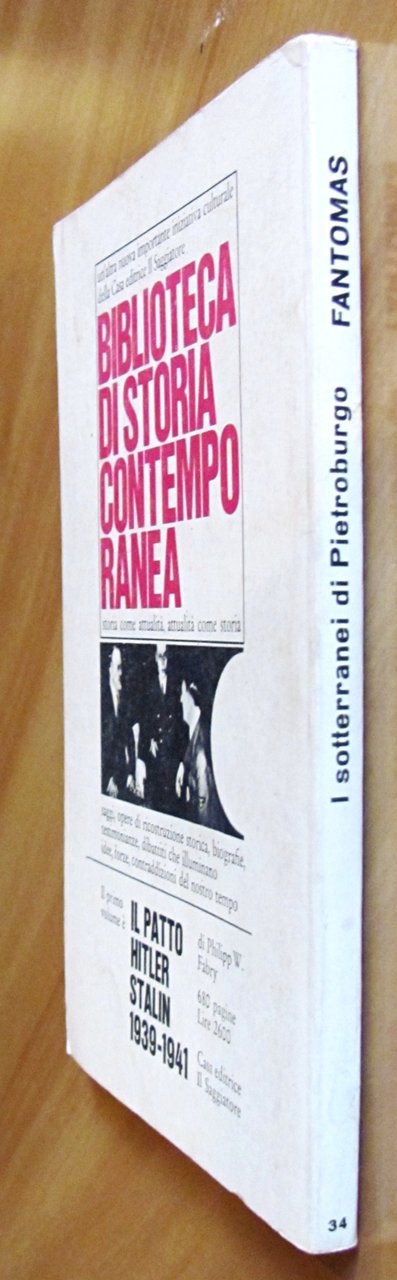 un'altra nuova importante iniziativa culturale
della Casa editrice Il Saggiatore
BIBLIOTECA
DI STORIA
CONTEMPO
RANEA
storia come attualità, attualità come storia
saggi, opere di ricostruzione storica, biografie,
testimonianze, dibattiti che illuminano
idee, forze, contraddizioni del nostro tempo
Il primo
volume è
IL PATTO
HITLER
STALIN
1939-1941
di Philipp W.
Fabry
680 pagine
Lire 2600
Casa editrice
Il Saggiatore
I sotterranei di Pietroburgo FANTOMAS
34